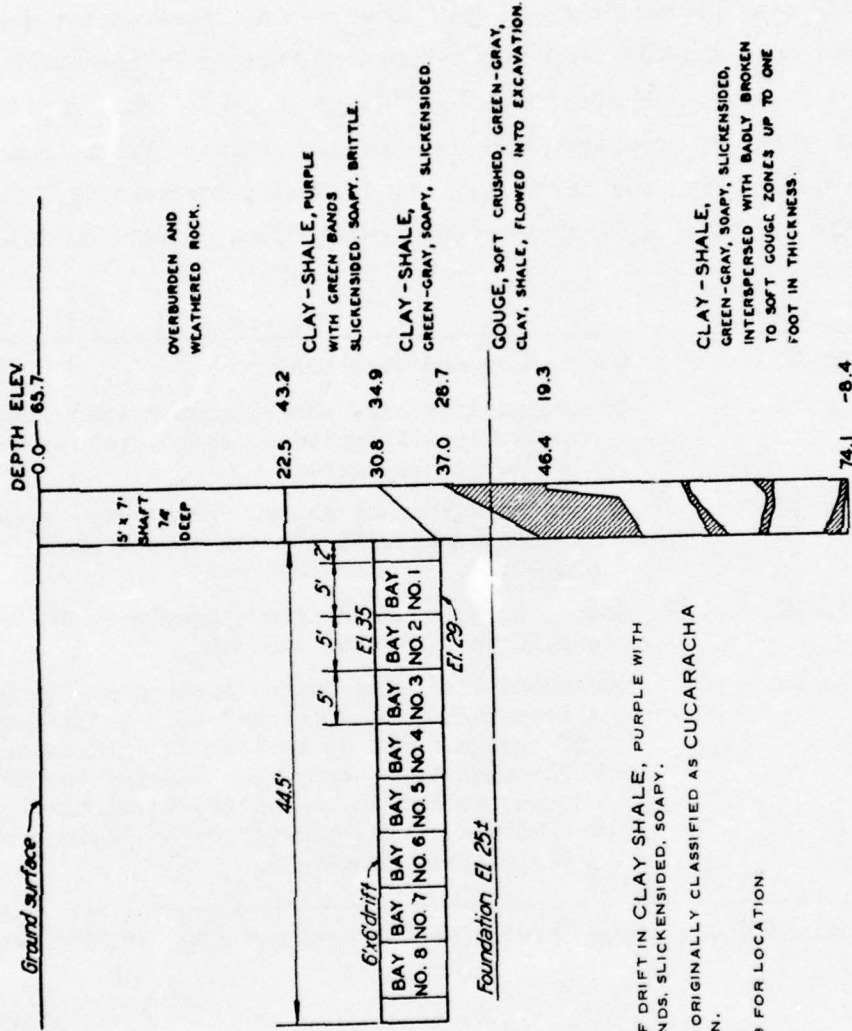 DEPTH ELEV.
0.0 65.7
Ground surface
5' x 7'
SHAFT
74'
DEEP
OVERBURDEN AND
WEATHERED ROCK.
22.5 43.2
CLAY-SHALE, PURPLE
WITH GREEN BANDS
SLICKENSIDED. SOAPY. BRITTLE.
44.5'
2'
5'
5'
5'
30.8 34.9
CLAY-SHALE,
GREEN-GRAY, SOAPY, SLICKENSIDED.
6'x6' drift
El. 35
BAY NO. 8
BAY NO. 7
BAY NO. 6
BAY NO. 5
BAY NO. 4
BAY NO. 3
BAY NO. 2
BAY NO. 1
El. 29
37.0 28.7
GOUGE, SOFT CRUSHED, GREEN-GRAY,
CLAY, SHALE, FLOWED INTO EXCAVATION.
Foundation El. 25±
46.4 19.3
CLAY-SHALE,
GREEN-GRAY, SOAPY, SLICKENSIDED,
INTERSPERSED WITH BADLY BROKEN
TO SOFT GOUGE ZONES UP TO ONE
FOOT IN THICKNESS.
74.1 -8.4
DRIFT IN CLAY SHALE, PURPLE WITH
SLICKENSIDED, SOAPY.
ORIGINALLY CLASSIFIED AS CUCARACHA
FOR LOCATION.